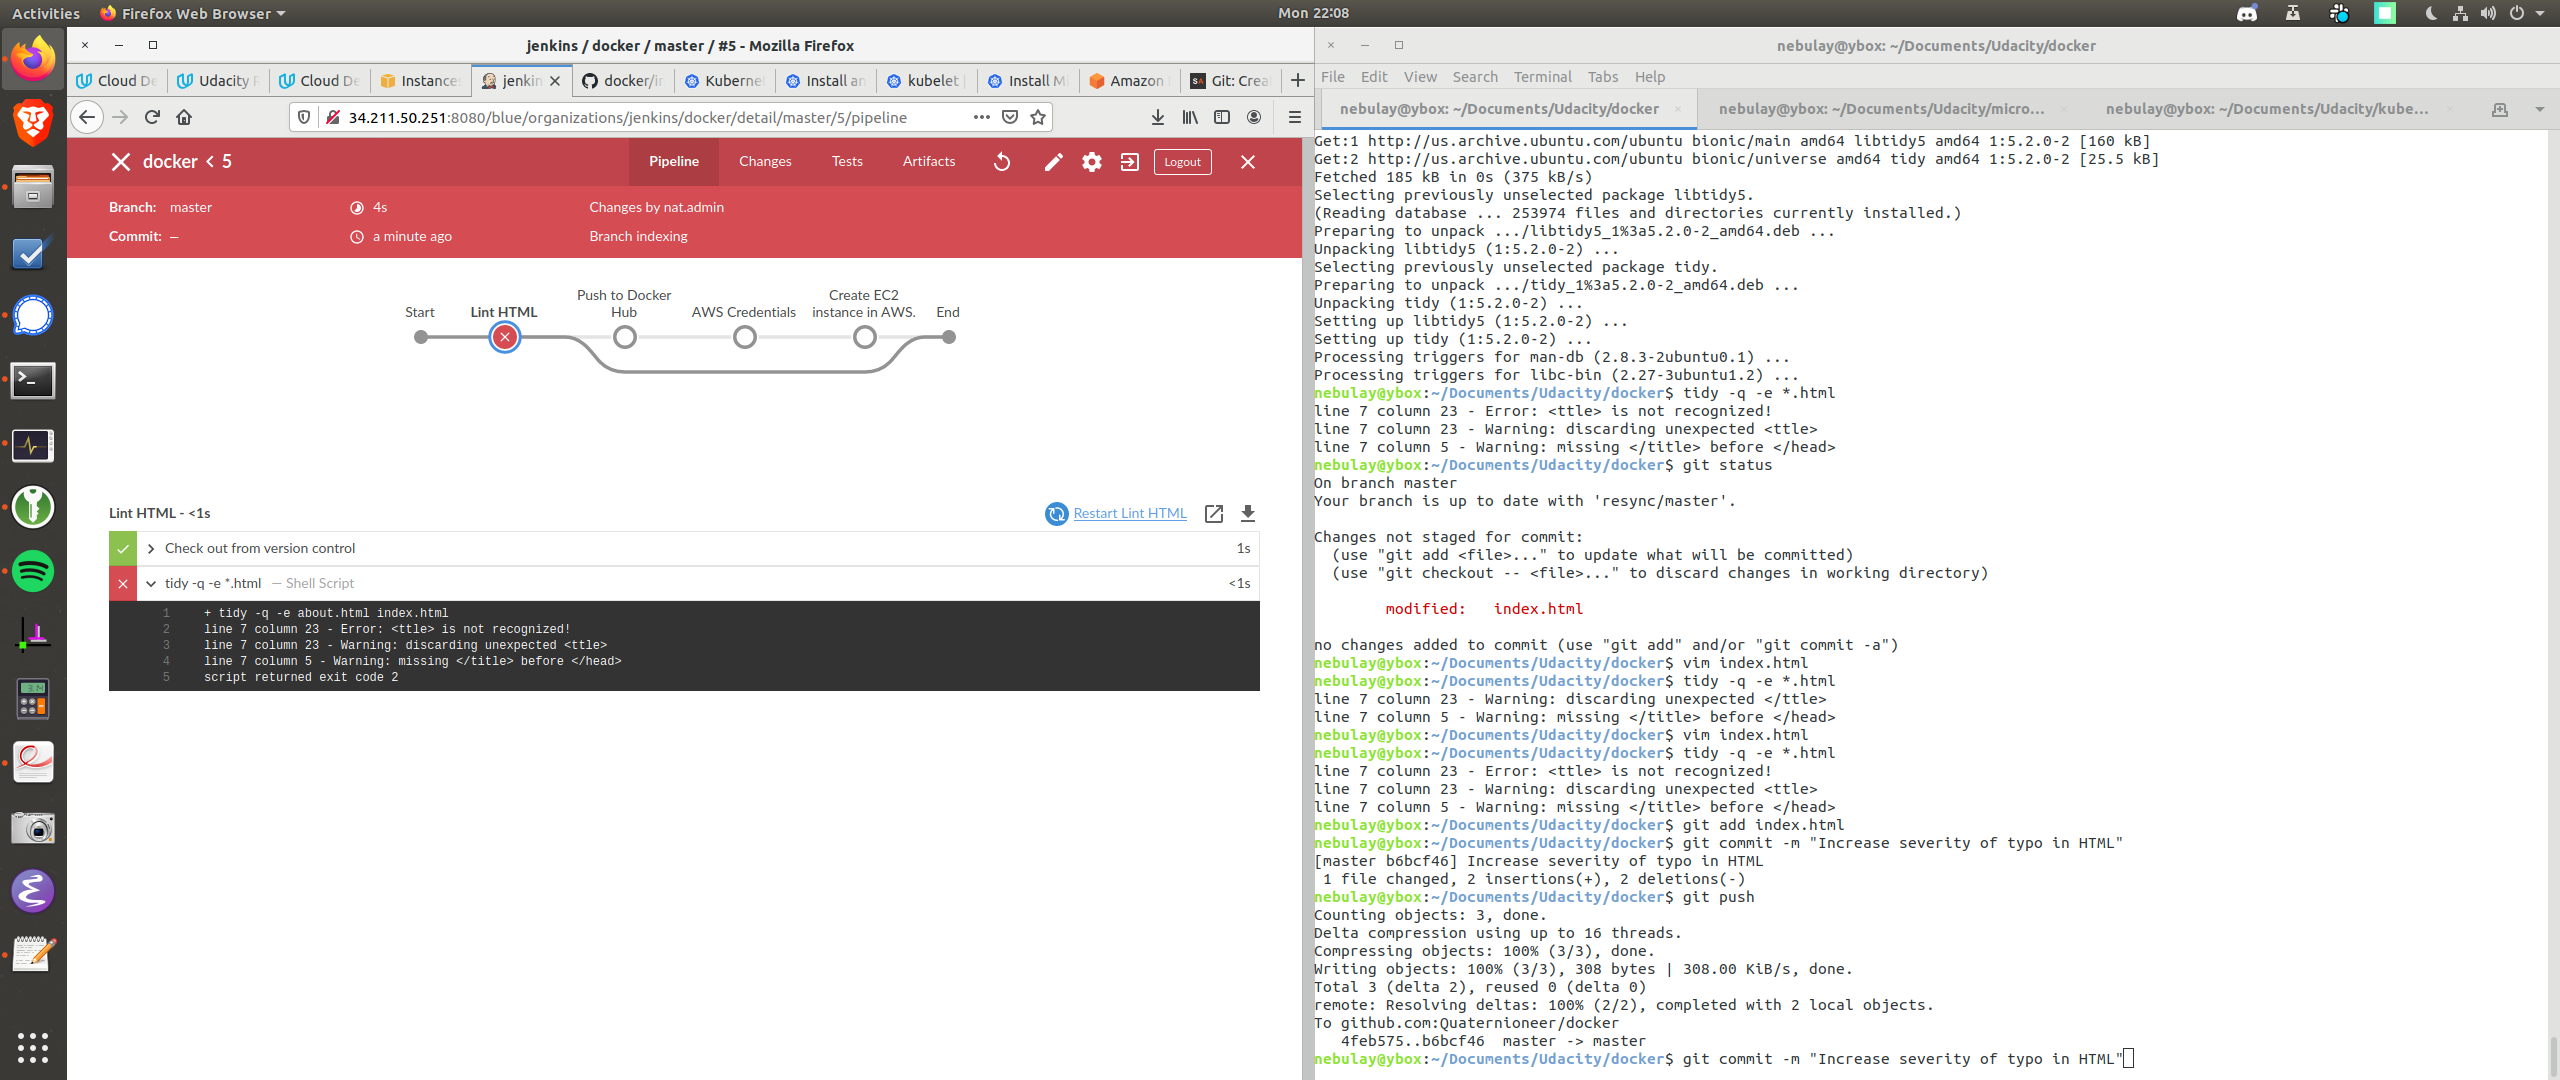 Activities
Firefox Web Browser
Mon 22:08
jenkins / docker / master / #5 - Mozilla Firefox
Cloud De
Udacity
Cloud De
Instances
jenkin
docker/ir
Kuberne
Install an
kubelet
Install M
Amazon
Git: Crea
34.211.50.251:8080/blue/organizations/jenkins/docker/detail/master/5/pipeline
docker < 5
Pipeline
Changes
Tests
Artifacts
Logout
Branch: master
4s
Changes by nat.admin
Commit: —
a minute ago
Branch indexing
Start
Lint HTML
Push to Docker
Hub
AWS Credentials
Create EC2
instance in AWS.
End
Lint HTML - <1s
Restart Lint HTML
Check out from version control
1s
tidy -q -e *.html — Shell Script
<1s
1 + tidy -q -e about.html index.html
2 line 7 column 23 - Error: <ttle> is not recognized!
3 line 7 column 23 - Warning: discarding unexpected <ttle>
4 line 7 column 5 - Warning: missing </title> before </head>
5 script returned exit code 2
nebulay@ybox: ~/Documents/Udacity/docker
File Edit View Search Terminal Tabs Help
nebulay@ybox: ~/Documents/Udacity/docker
nebulay@ybox: ~/Documents/Udacity/micro...
nebulay@ybox: ~/Documents/Udacity/kube...
Get:1 http://us.archive.ubuntu.com/ubuntu bionic/main amd64 libtidy5 amd64 1:5.2.0-2 [160 kB]
Get:2 http://us.archive.ubuntu.com/ubuntu bionic/universe amd64 tidy amd64 1:5.2.0-2 [25.5 kB]
Fetched 185 kB in 0s (375 kB/s)
Selecting previously unselected package libtidy5.
(Reading database ... 253974 files and directories currently installed.)
Preparing to unpack .../libtidy5_1%3a5.2.0-2_amd64.deb ...
Unpacking libtidy5 (1:5.2.0-2) ...
Selecting previously unselected package tidy.
Preparing to unpack .../tidy_1%3a5.2.0-2_amd64.deb ...
Unpacking tidy (1:5.2.0-2) ...
Setting up libtidy5 (1:5.2.0-2) ...
Setting up tidy (1:5.2.0-2) ...
Processing triggers for man-db (2.8.3-2ubuntu0.1) ...
Processing triggers for libc-bin (2.27-3ubuntu1.2) ...
nebulay@ybox:~/Documents/Udacity/docker$ tidy -q -e *.html
line 7 column 23 - Error: <ttle> is not recognized!
line 7 column 23 - Warning: discarding unexpected <ttle>
line 7 column 5 - Warning: missing </title> before </head>
nebulay@ybox:~/Documents/Udacity/docker$ git status
On branch master
Your branch is up to date with 'resync/master'.
Changes not staged for commit:
(use "git add <file>..." to update what will be committed)
(use "git checkout -- <file>..." to discard changes in working directory)
modified: index.html
no changes added to commit (use "git add" and/or "git commit -a")
nebulay@ybox:~/Documents/Udacity/docker$ vim index.html
nebulay@ybox:~/Documents/Udacity/docker$ tidy -q -e *.html
line 7 column 23 - Warning: discarding unexpected </ttle>
line 7 column 5 - Warning: missing </title> before </head>
nebulay@ybox:~/Documents/Udacity/docker$ vim index.html
nebulay@ybox:~/Documents/Udacity/docker$ tidy -q -e *.html
line 7 column 23 - Error: <ttle> is not recognized!
line 7 column 23 - Warning: discarding unexpected <ttle>
line 7 column 5 - Warning: missing </title> before </head>
nebulay@ybox:~/Documents/Udacity/docker$ git add index.html
nebulay@ybox:~/Documents/Udacity/docker$ git commit -m "Increase severity of typo in HTML"
[master b6bcf46] Increase severity of typo in HTML
1 file changed, 2 insertions(+), 2 deletions(-)
nebulay@ybox:~/Documents/Udacity/docker$ git push
Counting objects: 3, done.
Delta compression using up to 16 threads.
Compressing objects: 100% (3/3), done.
Writing objects: 100% (3/3), 308 bytes | 308.00 KiB/s, done.
Total 3 (delta 2), reused 0 (delta 0)
remote: Resolving deltas: 100% (2/2), completed with 2 local objects.
To github.com:Quaternioneer/docker
4feb575..b6bcf46 master -> master
nebulay@ybox:~/Documents/Udacity/docker$ git commit -m "Increase severity of typo in HTML"